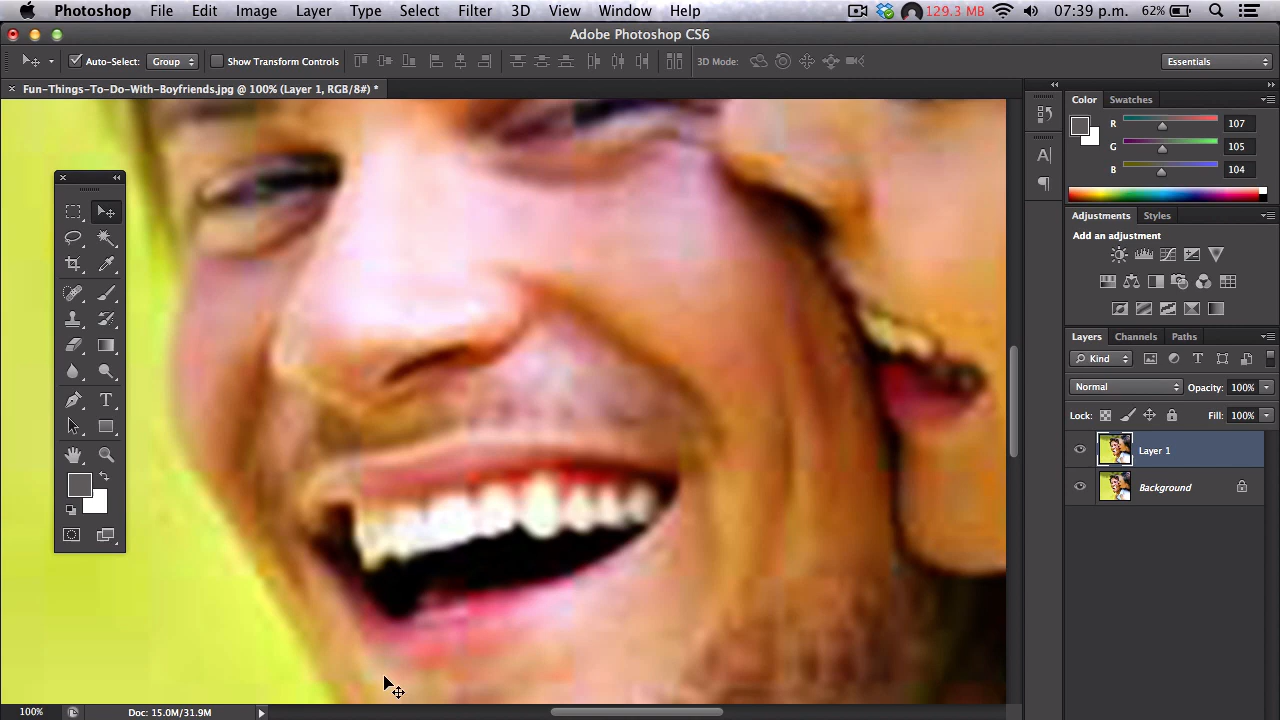 Photoshop File Edit Image Layer Type Select Filter 3D View Window Help 129.3 MB 07:39 p.m. 62%
Adobe Photoshop CS6
Auto-Select: Group Show Transform Controls 3D Mode: Essentials
Fun-Things-To-Do-With-Boyfriends.jpg @ 100% (Layer 1, RGB/8#) *
Color Swatches
R 107
G 105
B 104
A
T
Adjustments Styles
Add an adjustment
Layers Channels Paths
Kind T
Normal Opacity: 100%
Lock: Fill: 100%
Layer 1
Background
100% Doc: 15.0M/31.9M